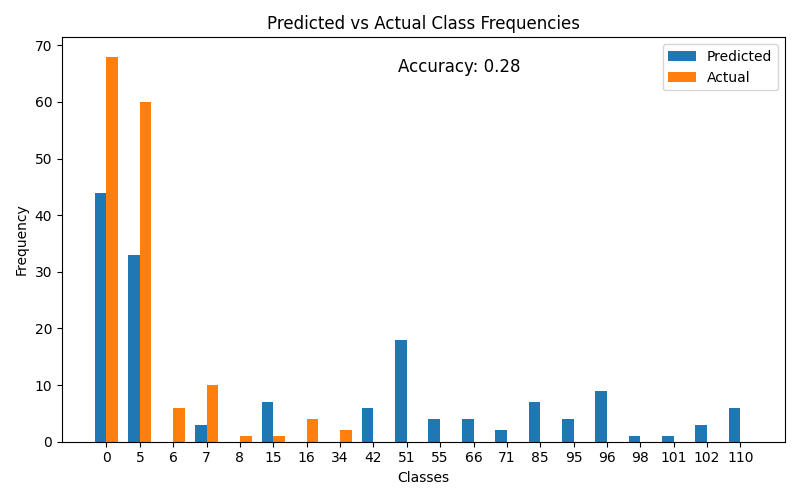 Predicted vs Actual Class Frequencies
Accuracy: 0.28
Predicted
Actual
Frequency
70
60
50
40
30
20
10
0
0 5 6 7 8 15 16 34 42 51 55 66 71 85 95 96 98 101 102 110
Classes